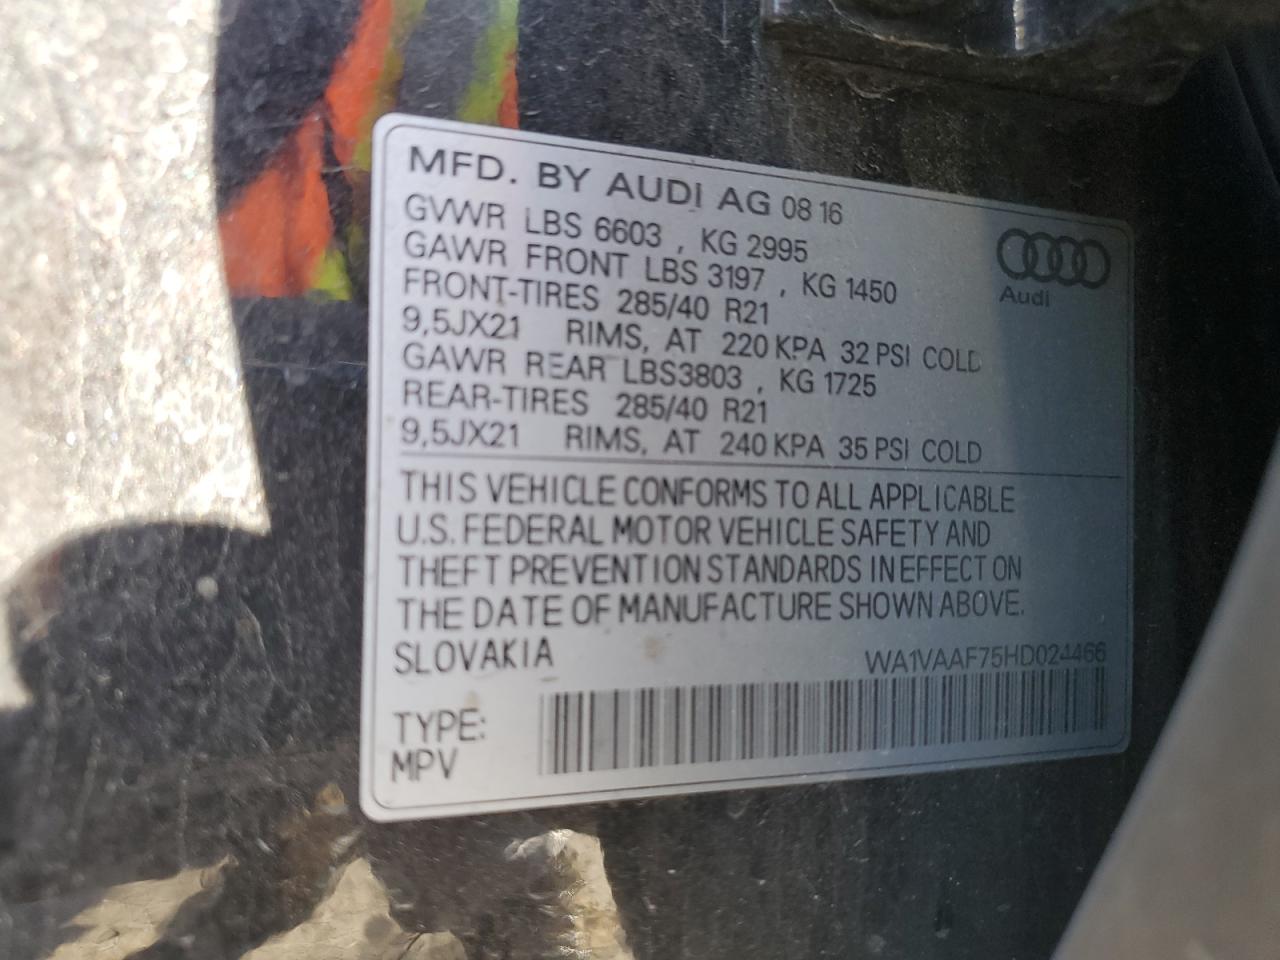 MFD. BY AUDI AG 08 16
GVWR LBS 6603 , KG 2995
GAWR FRONT LBS 3197 , KG 1450
FRONT-TIRES 285/40 R21
9,5JX21 RIMS, AT 220 KPA 32 PSI COLD
GAWR REAR LBS3803 , KG 1725
REAR-TIRES 285/40 R21
9,5JX21 RIMS, AT 240 KPA 35 PSI COLD
Audi
THIS VEHICLE CONFORMS TO ALL APPLICABLE
U.S. FEDERAL MOTOR VEHICLE SAFETY AND
THEFT PREVENTION STANDARDS IN EFFECT ON
THE DATE OF MANUFACTURE SHOWN ABOVE.
SLOVAKIA WA1VAAF75HD024466
TYPE:
MPV